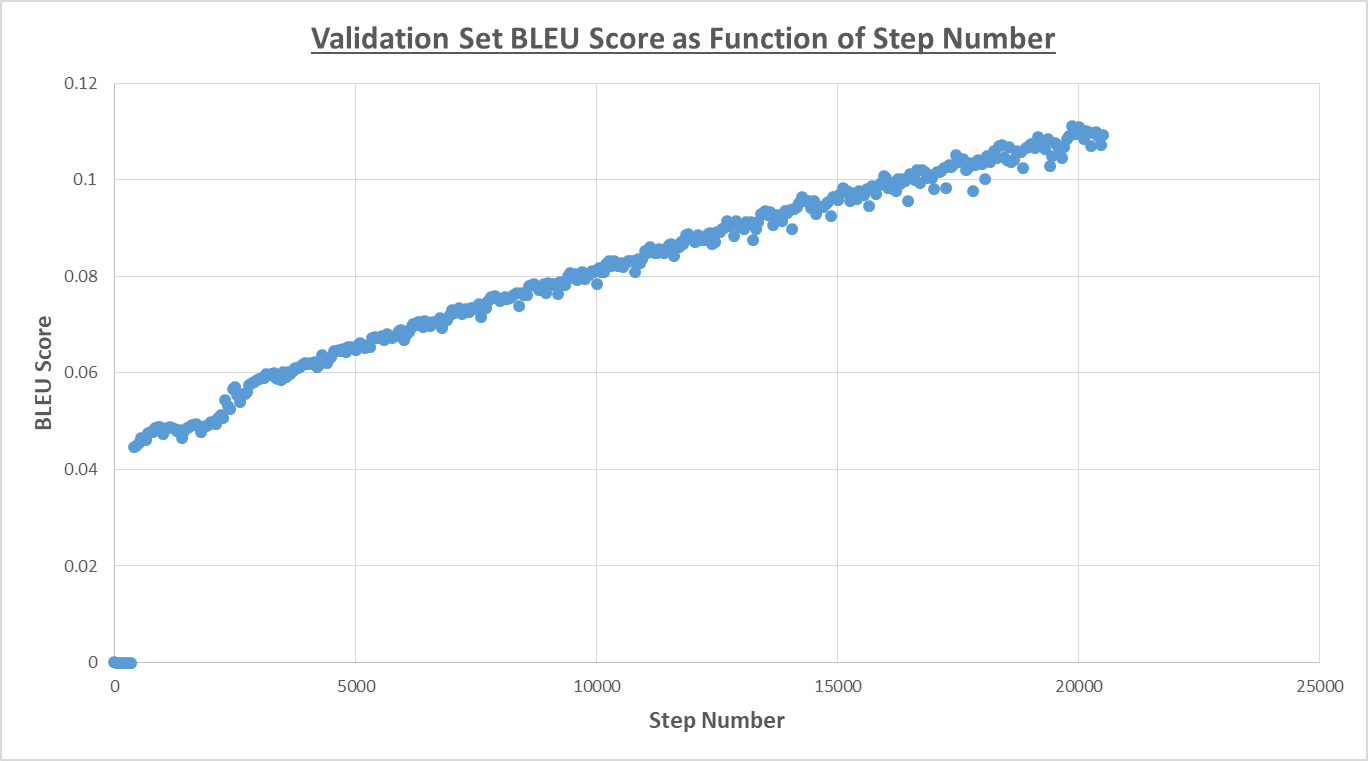 Validation Set BLEU Score as Function of Step Number
0.12
0.1
0.08
0.06
0.04
0.02
0
BLEU Score
0 5000 10000 15000 20000 25000
Step Number